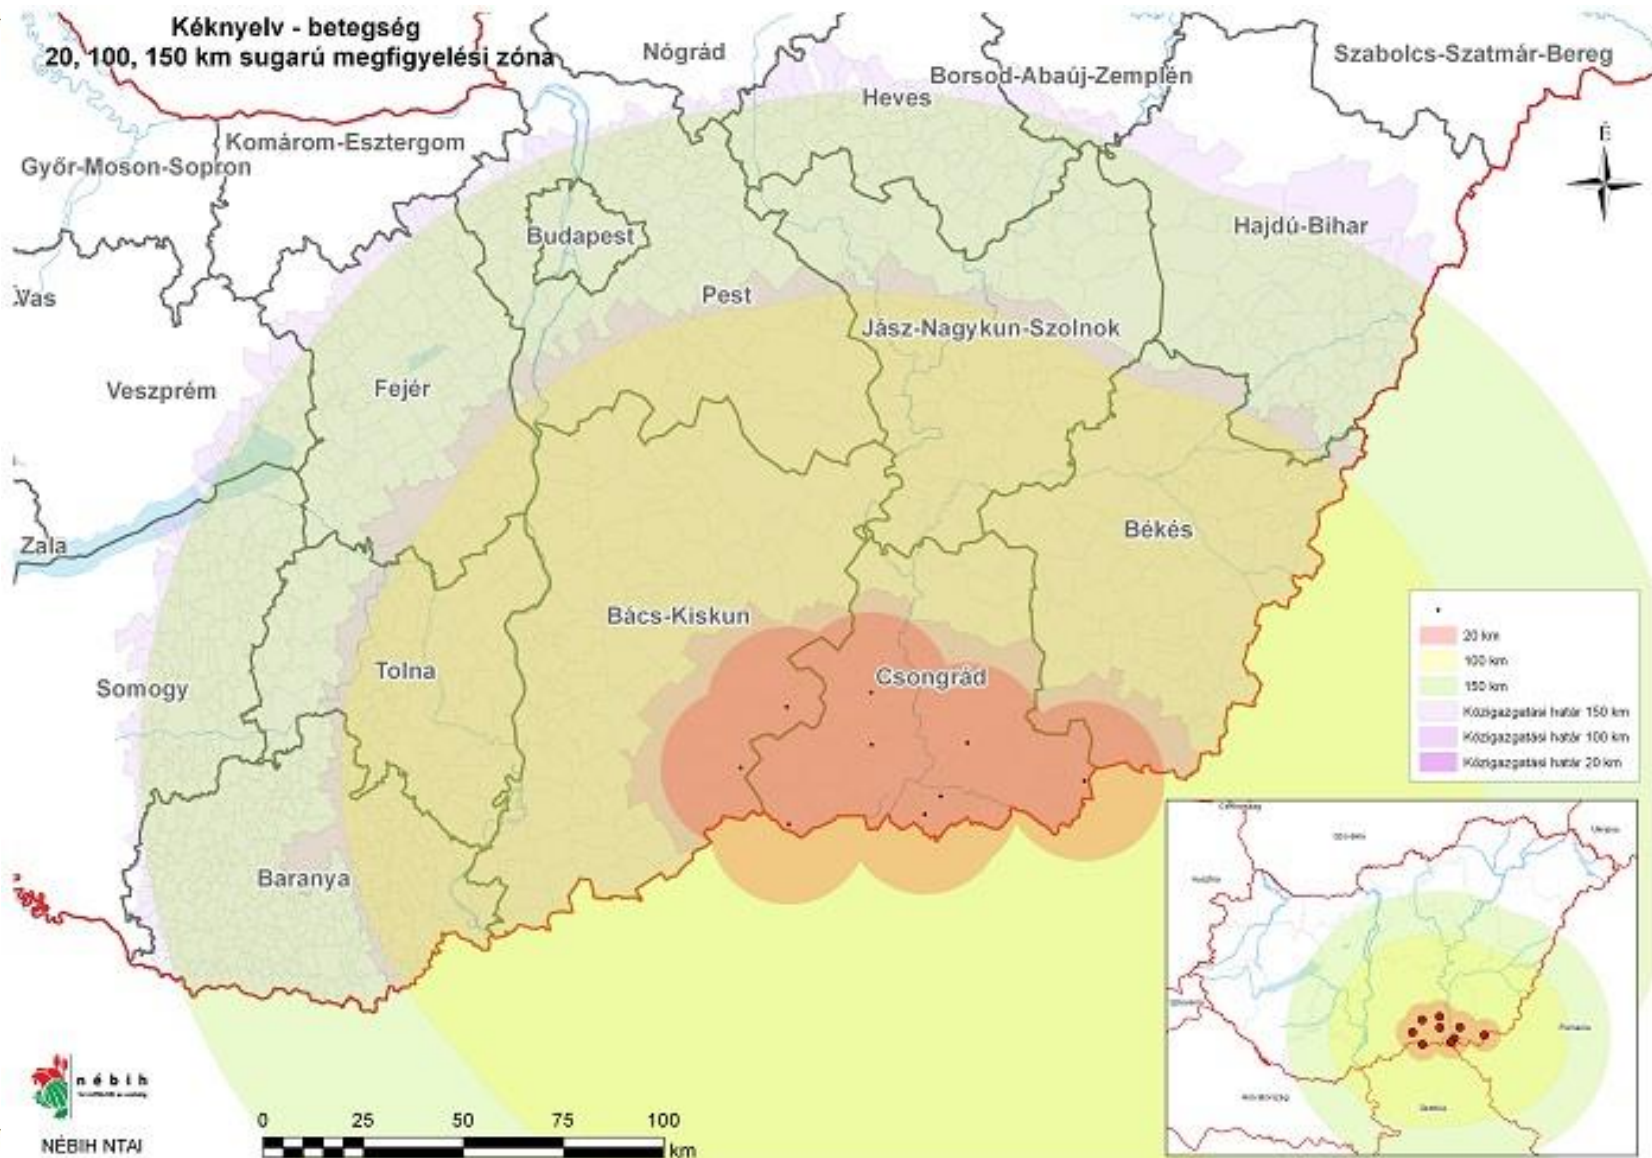 Kéknyelv - betegség
20, 100, 150 km sugarú megfigyelési zóna
Nógrád
Szabolcs-Szatmár-Bereg
Borsod-Abaúj-Zemplén
Heves
Komárom-Esztergom
Győr-Moson-Sopron
É
Hajdú-Bihar
Budapest
Vas
Pest
Jász-Nagykun-Szolnok
Veszprém
Fejér
Békés
Zala
Bács-Kiskun
Tolna
Csongrád
Somogy
Baranya
20 km
100 km
150 km
Közigazgatási határ 150 km
Közigazgatási határ 100 km
Közigazgatási határ 20 km
nébih
NÉBIH NTAI
0 25 50 75 100
km